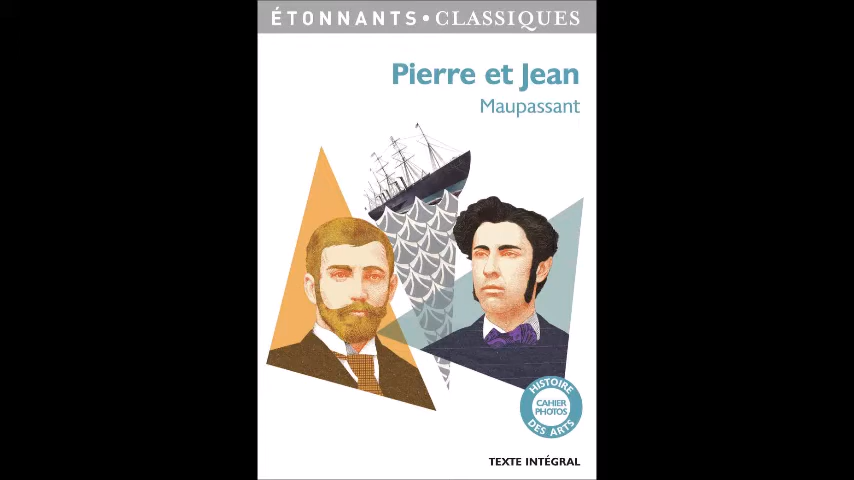 ÉTONNANTS • CLASSIQUES
Pierre et Jean
Maupassant
HISTOIRE
CAHIER
PHOTOS
DES ARTS
TEXTE INTÉGRAL